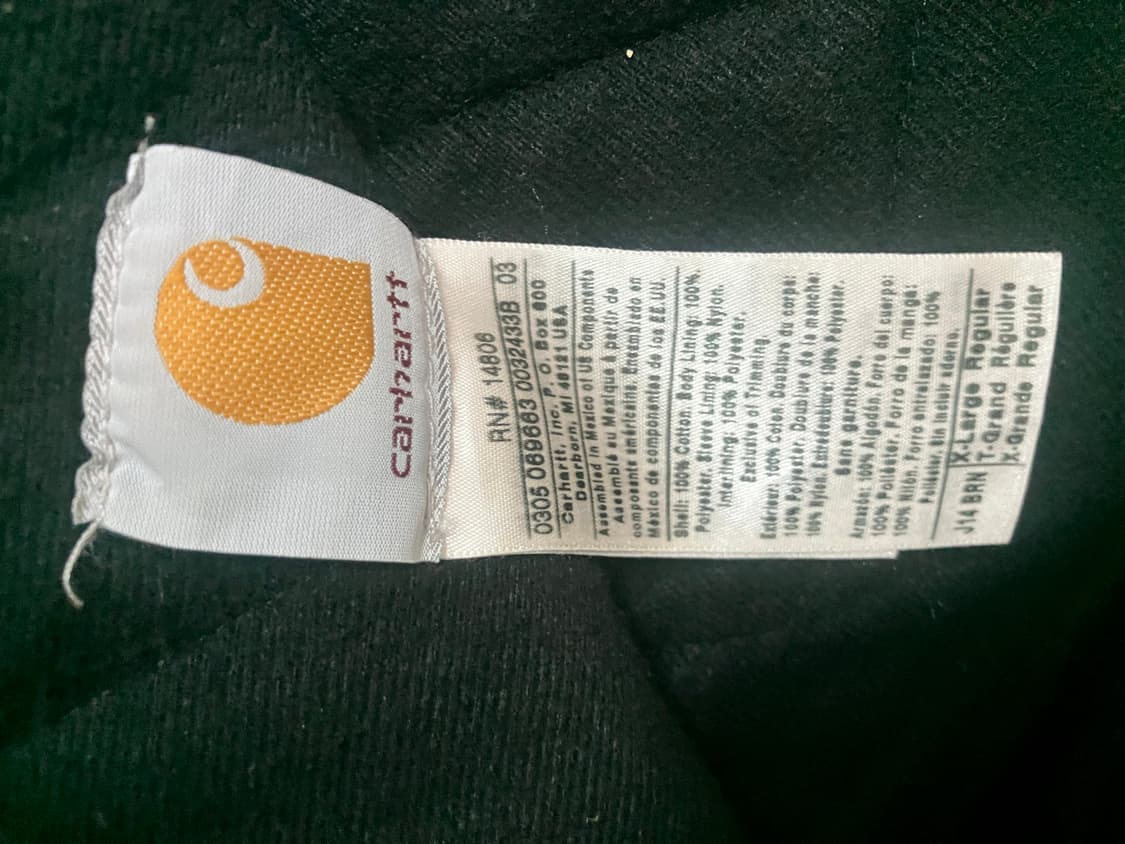 carhartt
RN# 14806
0305 069663 0032433B 03
Carhartt, Inc. P. O. Box 600
Dearborn, MI 48121 USA
Assembled in Mexico of US Components
Assemblé eu Mexique à partir de
composants américains. Ensamblado en
México de componentes de los EE.UU.
Shell: 100% Cotton. Body Lining: 100%
Polyester. Sleeve Lining: 100% Nylon.
Interlining: 100% Polyester.
Exclusive of Trimming.
Extérieur: 100% Coton. Doublure du corps:
100% Polyester. Doublure de la manche:
100% Nylon. Entredoublure: 100% Polyester.
Sans garniture.
Armazón: 100% Algodón. Forro del cuerpo:
100% Poliéster. Forro de la manga:
100% Nilón. Forro entrelazado: 100%
Poliéster. Sin incluir adorno.
J14 BRN
X-Large Regular
T-Grand Régulière
X-Grande Regular